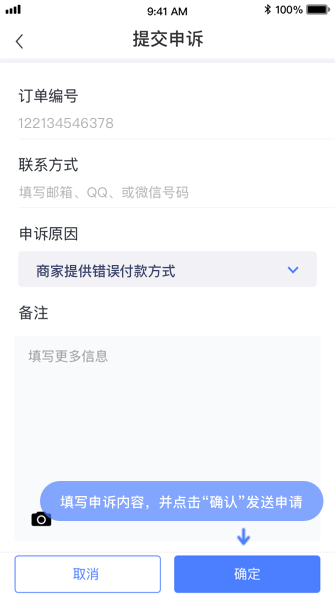 9:41 AM
100%
提交申诉
订单编号
122134546378
联系方式
填写邮箱、QQ、或微信号码
申诉原因
商家提供错误付款方式
备注
填写更多信息
填写申诉内容，并点击“确认”发送申请
取消
确定